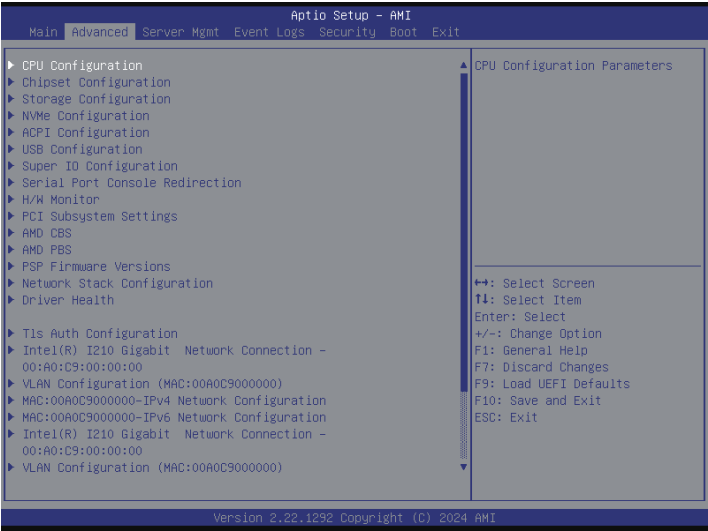 Aptio Setup – AMI
Main Advanced Server Mgmt Event Logs Security Boot Exit
CPU Configuration
Chipset Configuration
Storage Configuration
NVMe Configuration
ACPI Configuration
USB Configuration
Super IO Configuration
Serial Port Console Redirection
H/W Monitor
PCI Subsystem Settings
AMD CBS
AMD PBS
PSP Firmware Versions
Network Stack Configuration
Driver Health
Tls Auth Configuration
Intel(R) I210 Gigabit  Network Connection –
00:A0:C9:00:00:00
VLAN Configuration (MAC:00A0C9000000)
MAC:00A0C9000000-IPv4 Network Configuration
MAC:00A0C9000000-IPv6 Network Configuration
Intel(R) I210 Gigabit  Network Connection –
00:A0:C9:00:00:00
VLAN Configuration (MAC:00A0C9000000)
CPU Configuration Parameters
↔: Select Screen
↑↓: Select Item
Enter: Select
+/-: Change Option
F1: General Help
F7: Discard Changes
F9: Load UEFI Defaults
F10: Save and Exit
ESC: Exit
Version 2.22.1292 Copyright (C) 2024 AMI